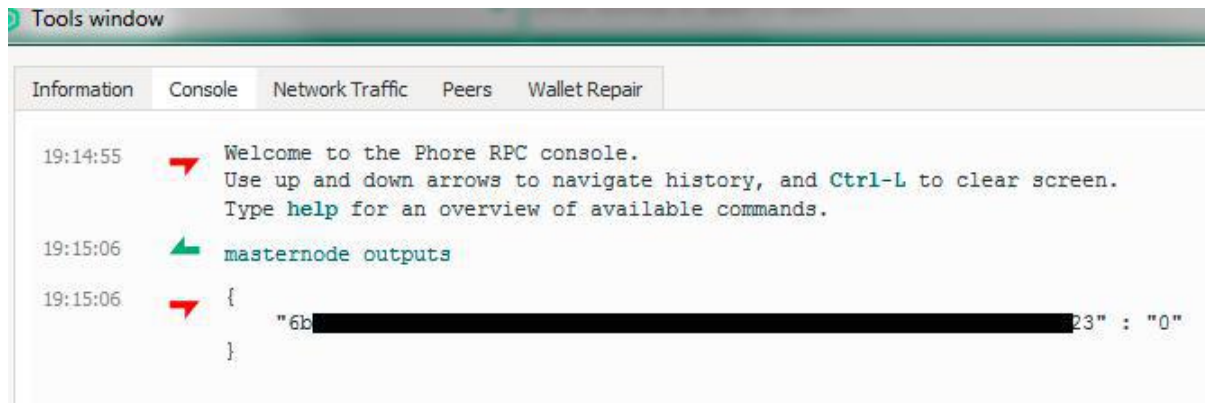 Tools window
Information Console Network Traffic Peers Wallet Repair
19:14:55 Welcome to the Phore RPC console.
Use up and down arrows to navigate history, and Ctrl-L to clear screen.
Type help for an overview of available commands.
19:15:06 masternode outputs
19:15:06 {
"6b 23" : "0"
}